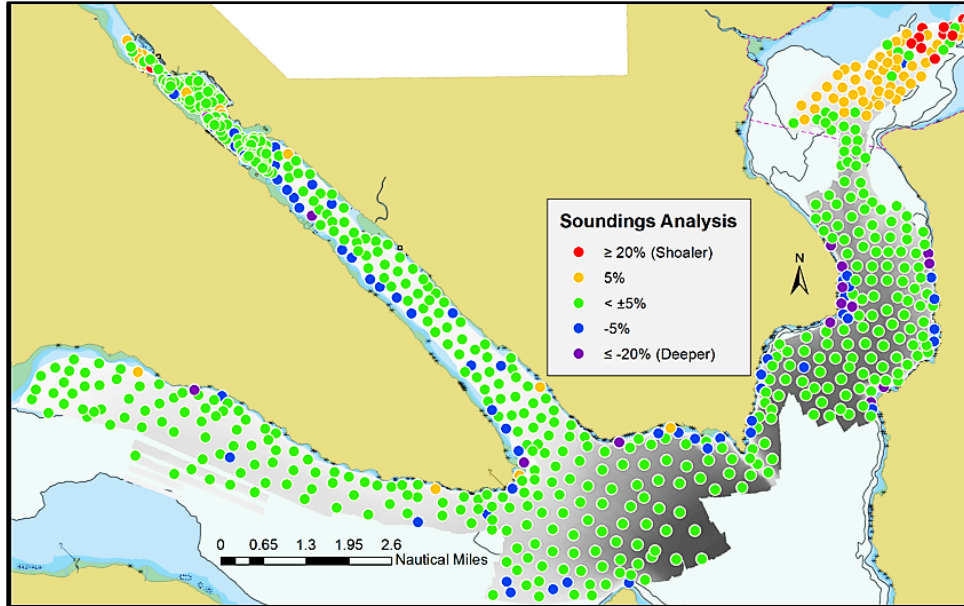 Soundings Analysis
≥ 20% (Shoaler)
5%
< ±5%
-5%
≤ -20% (Deeper)
N
0 0.65 1.3 1.95 2.6
Nautical Miles